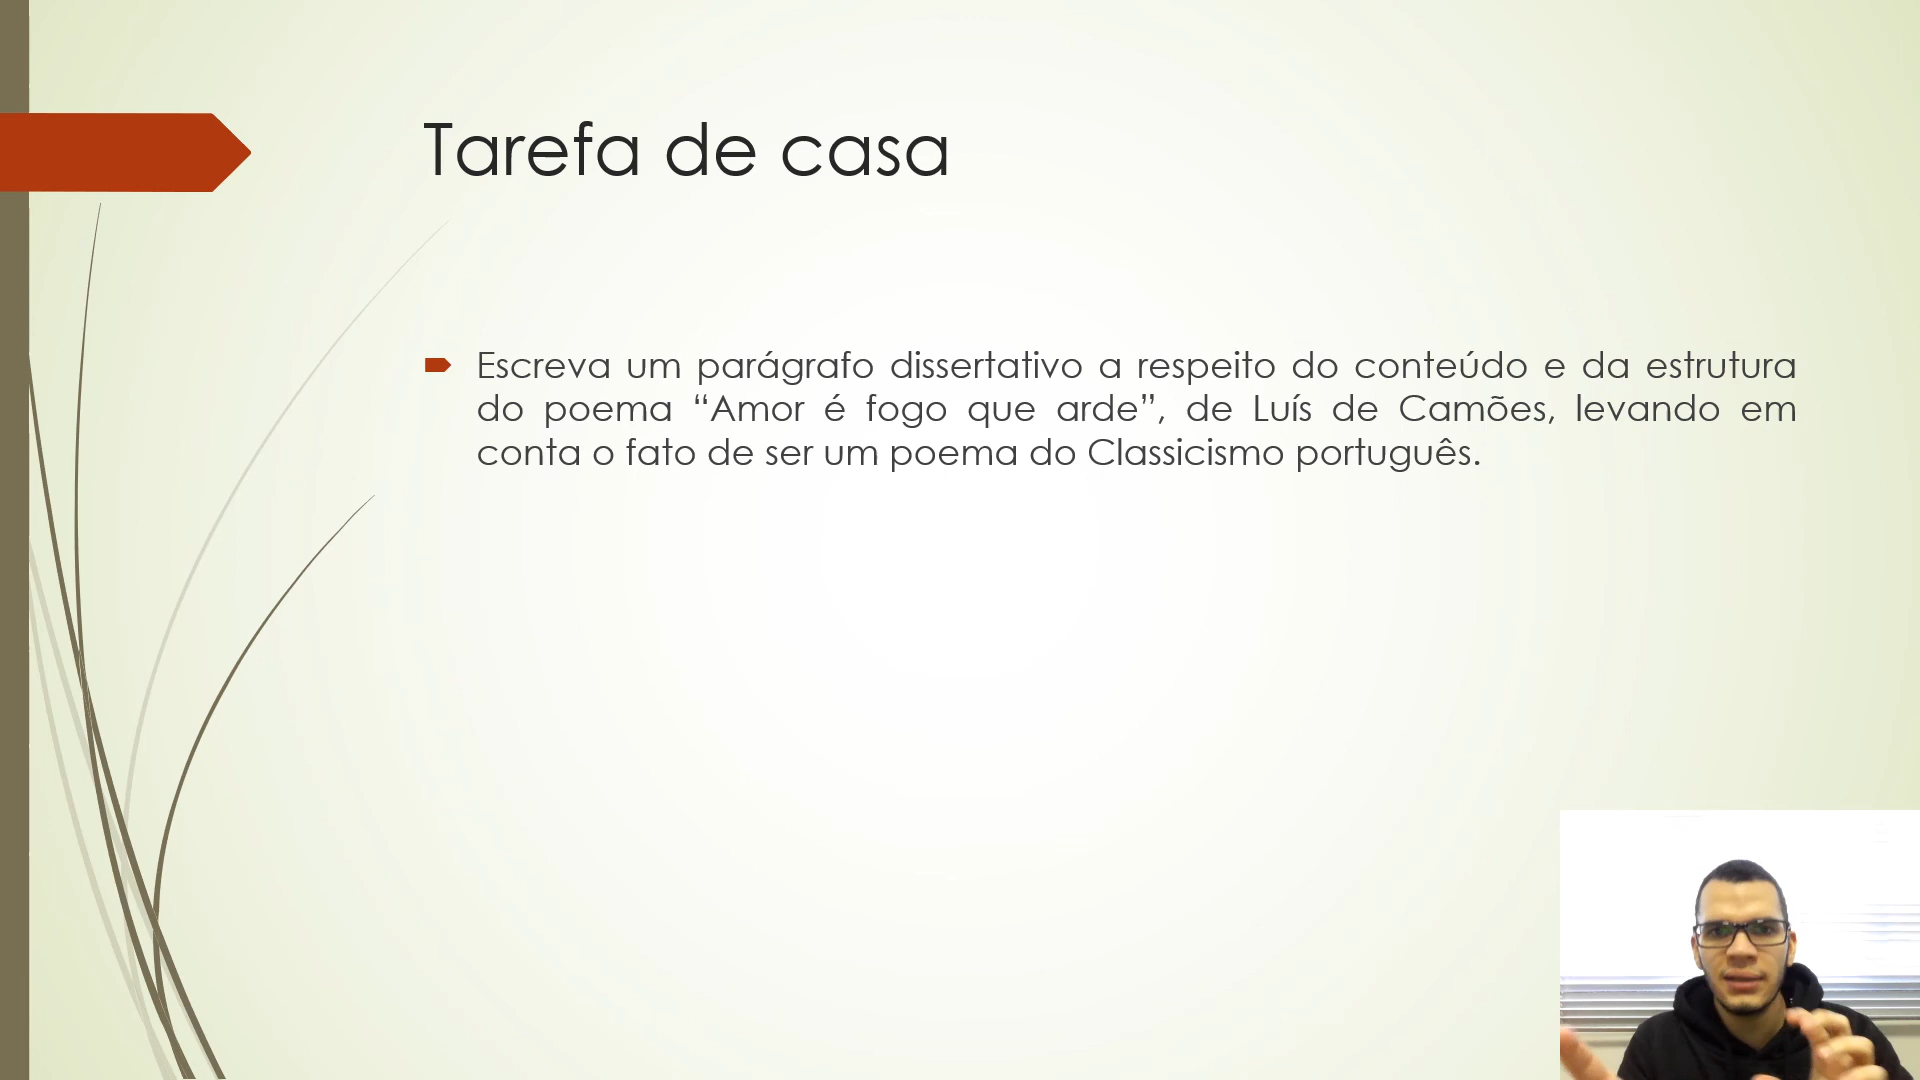 Tarefa de casa
Escreva um parágrafo dissertativo a respeito do conteúdo e da estrutura
do poema “Amor é fogo que arde”, de Luís de Camões, levando em
conta o fato de ser um poema do Classicismo português.